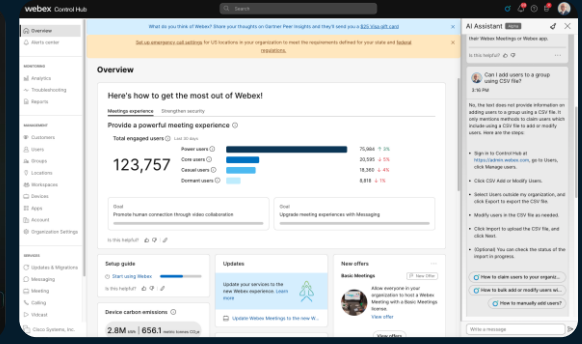 webex Control Hub
Search
What do you think of Webex? Share your thoughts on Gartner Peer Insights and they'll send you a $25 Visa gift card
Set up emergency call settings for US locations in your organization to meet the requirements defined for your state and federal
regulations.
Overview
Alerts center
MONITORING
Analytics
Troubleshooting
Reports
MANAGEMENT
Customers
Users
Groups
Locations
Workspaces
Devices
Apps
Account
Organization Settings
SERVICES
Updates & Migrations
Messaging
Meeting
Calling
Vidcast
Cisco Systems, Inc.
Overview
Here's how to get the most out of Webex!
Meetings experience Strengthen security
Provide a powerful meeting experience
Total engaged users Last 30 days
123,757
Power users 75,984 ↑ 3%
Core users 20,595 ↓ 5%
Casual users 18,360 ↓ 4%
Dormant users 8,818 ↓ 1%
Goal
Promote human connection through video collaboration
Goal
Upgrade meeting experiences with Messaging
Is this helpful?
Setup guide
Start using Webex
Is this helpful?
Device carbon emissions
2.8M kWh 656.1
Updates
Update your services to the
new Webex experience. Learn
more
Update Webex Meetings to the new W...
New offers
Basic Meetings New Offer
Allow everyone in your
organization to host a Webex
Meeting with a Basic Meetings
license.
View offer
View offers
AI Assistant
their Webex Meetings or Webex app.
Is this helpful?
Can I add users to a group
using CSV file?
3:16 PM
No, the text does not provide information on
adding users to a group using a CSV file. It
only mentions methods to claim users which
include using a CSV file to add or modify
users. Here are the steps:
• Sign in to Control Hub at
https://admin.webex.com, go to Users,
click Manage users.
• Click CSV Add or Modify Users.
• Select Users outside my organization, and
click Export to export the CSV file.
• Modify users in the CSV file as needed.
• Click Import to upload the CSV file, and
click Next.
• (Optional) You can check the status of the
import in progress.
How to claim users to your organiz...
How to bulk add or modify users wi...
How to manually add users?
Write a message